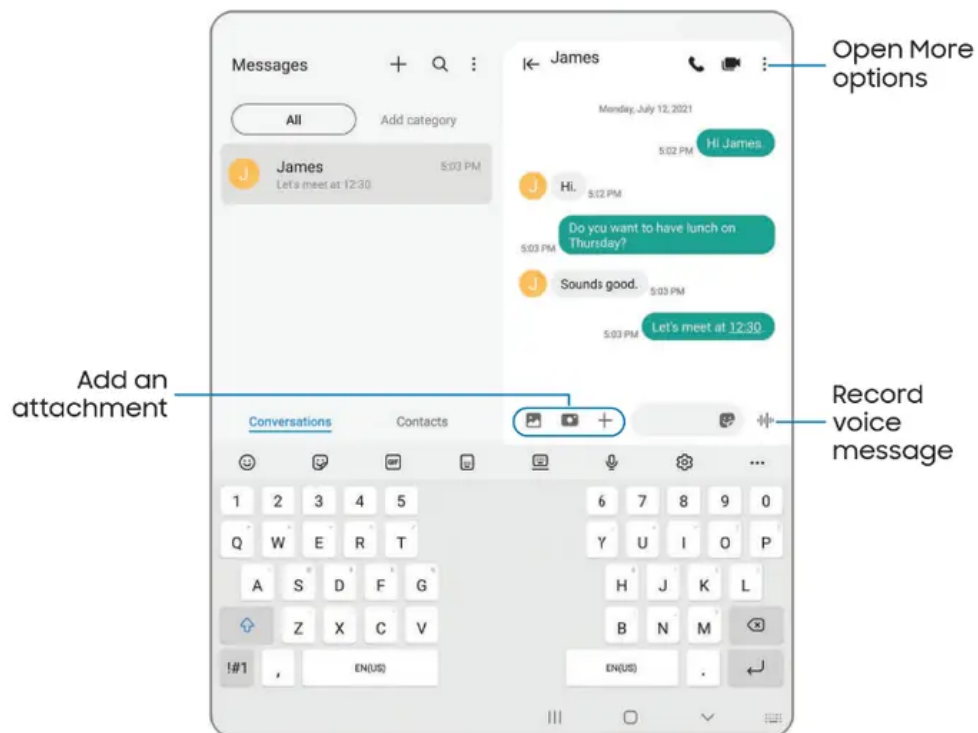 Messages
All
Add category
J
James
5:03 PM
Let's meet at 12:30
Conversations
Contacts
James
Monday, July 12, 2021
5:02 PM
Hi James.
J
Hi.
5:02 PM
Do you want to have lunch on
Thursday?
5:03 PM
J
Sounds good.
5:03 PM
5:03 PM
Let's meet at 12:30.
Open More
options
Add an
attachment
Record
voice
message
GIF
1 2 3 4 5 6 7 8 9 0
Q W E R T Y U I O P
A S D F G H J K L
Z X C V B N M
!#1 , EN(US) EN(US) .